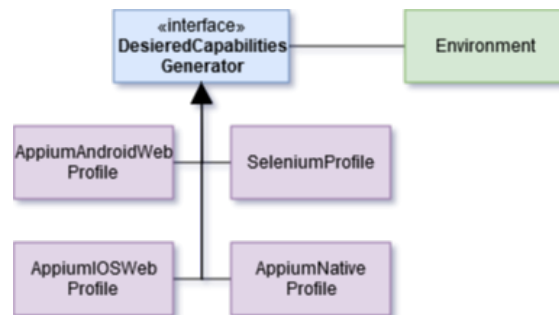 «interface»
DesieredCapabilities
Generator
Environment
AppiumAndroidWeb
Profile
SeleniumProfile
AppiumIOSWeb
Profile
AppiumNative
Profile